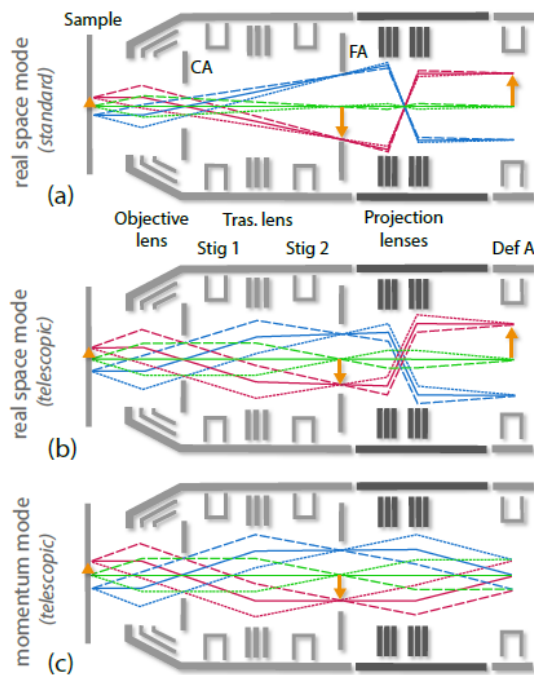 Sample
CA
FA
real space mode
(standard)
(a)
Objective
lens
Tras. lens
Stig 1
Stig 2
Projection
lenses
Def A
real space mode
(telescopic)
(b)
momentum mode
(telescopic)
(c)